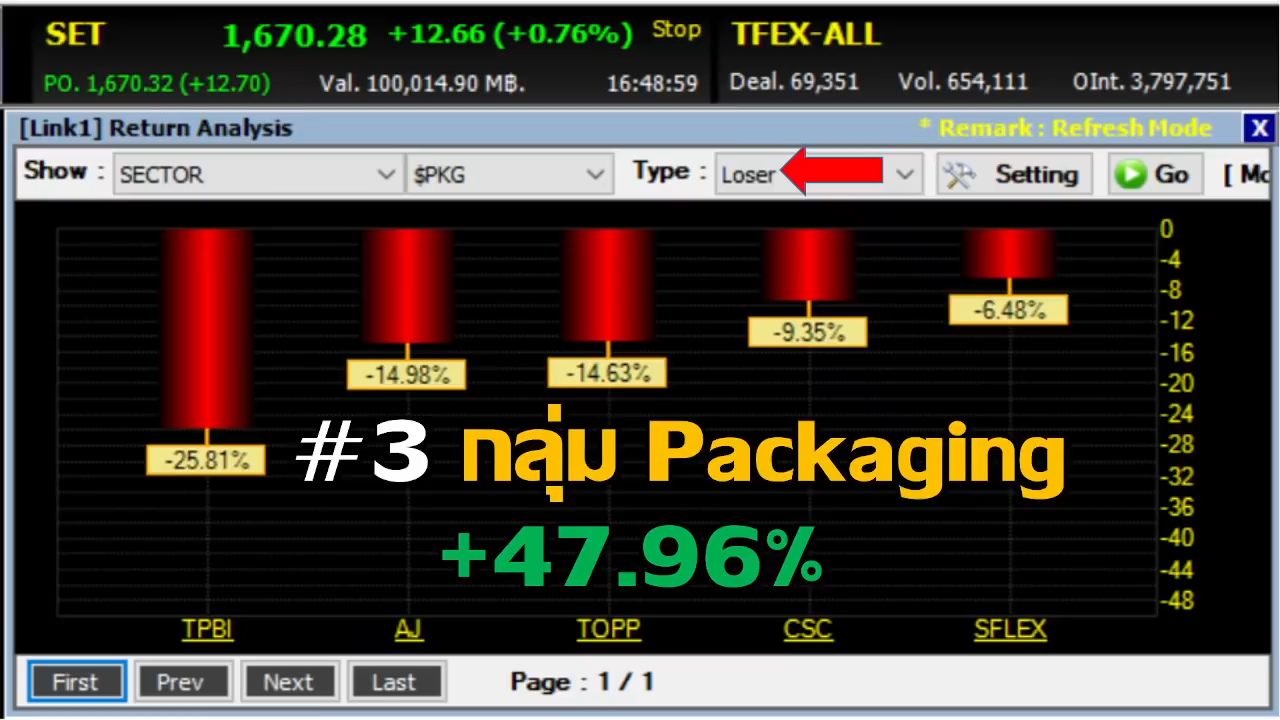 SET 1,670.28 +12.66 (+0.76%) Stop TFEX-ALL
PO. 1,670.32 (+12.70) Val. 100,014.90 M฿. 16:48:59 Deal. 69,351 Vol. 654,111 OInt. 3,797,751
[Link1] Return Analysis * Remark : Refresh Mode X
Show : SECTOR $PKG Type : Loser Setting Go [ Mo
0
-4
-8
-12
-16
-20
-24
-28
-32
-36
-40
-44
-48
-25.81% -14.98% -14.63% -9.35% -6.48%
#3 กลุ่ม Packaging
+47.96%
TPBI AJ TOPP CSC SFLEX
First Prev Next Last Page : 1 / 1